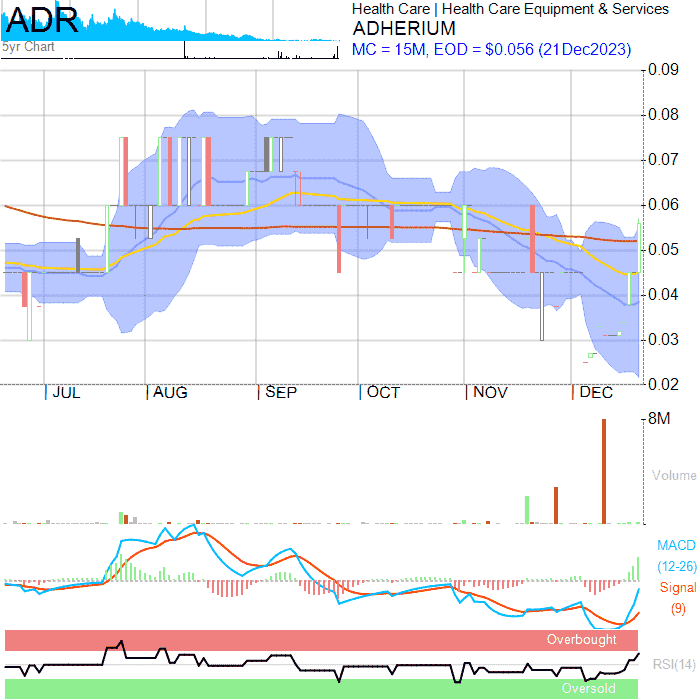 ADR
5yr Chart
Health Care | Health Care Equipment & Services
ADHERIUM
MC = 15M, EOD = $0.056 (21Dec2023)
0.09
0.08
0.07
0.06
0.05
0.04
0.03
0.02
JUL AUG SEP OCT NOV DEC
8M
Volume
MACD
(12-26)
Signal
(9)
Overbought
RSI(14)
Oversold